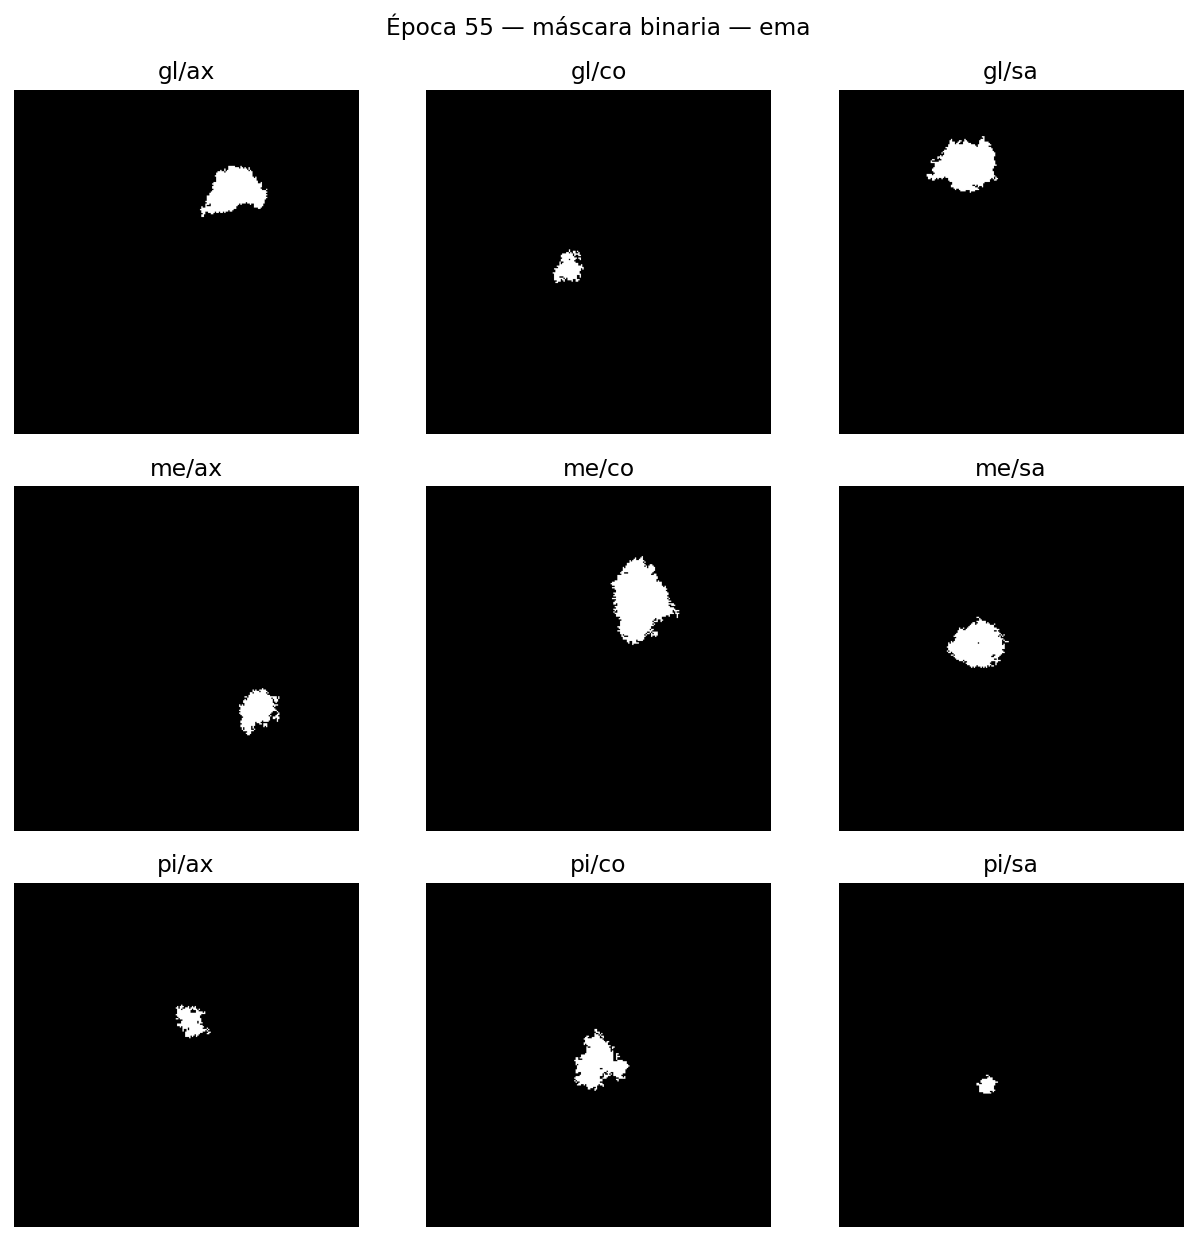 Época 55 — máscara binaria — ema
gl/ax
gl/co
gl/sa
me/ax
me/co
me/sa
pi/ax
pi/co
pi/sa